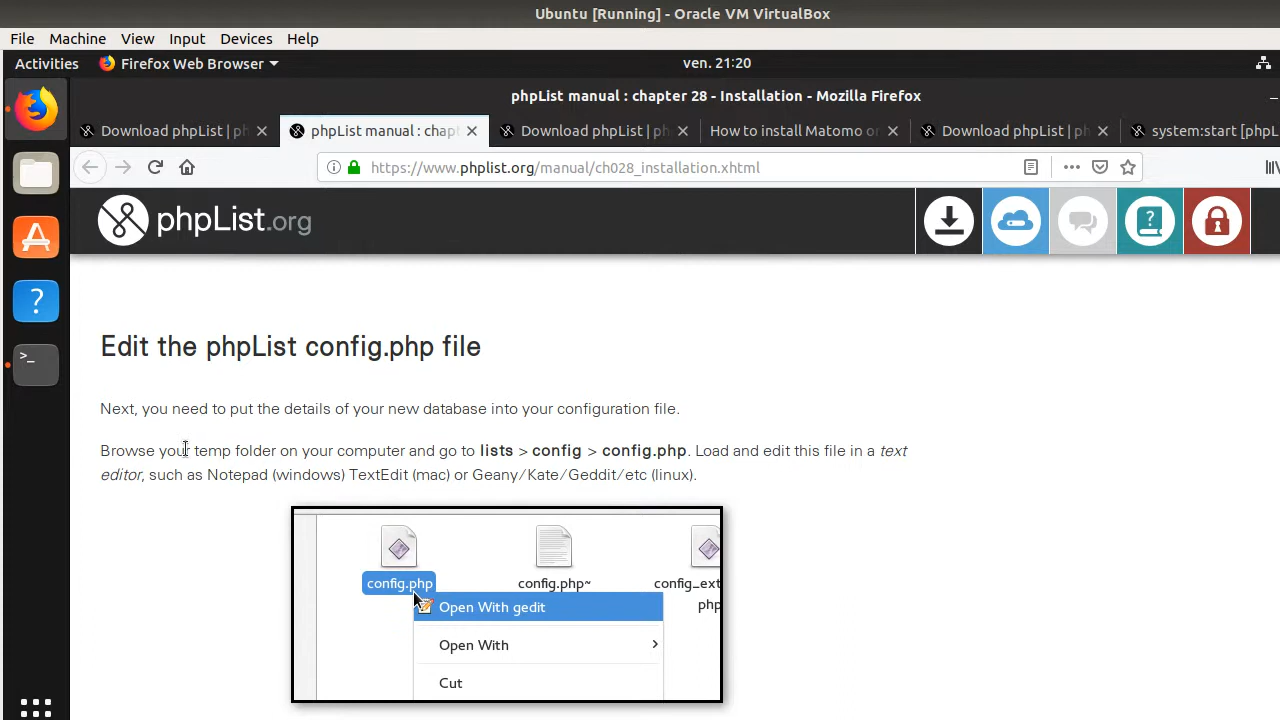 Ubuntu [Running] - Oracle VM VirtualBox
File Machine View Input Devices Help
Activities Firefox Web Browser ven. 21:20
phpList manual : chapter 28 - Installation - Mozilla Firefox
Download phpList | ph phpList manual : chap Download phpList | ph How to install Matomo or Download phpList | ph system:start [phpL
https://www.phplist.org/manual/ch028_installation.xhtml
phpList.org
Edit the phpList config.php file
Next, you need to put the details of your new database into your configuration file.
Browse your temp folder on your computer and go to lists > config > config.php. Load and edit this file in a text
editor, such as Notepad (windows) TextEdit (mac) or Geany/Kate/Geddit/etc (linux).
config.php config.php~ config_ext
php
Open With gedit
Open With
Cut